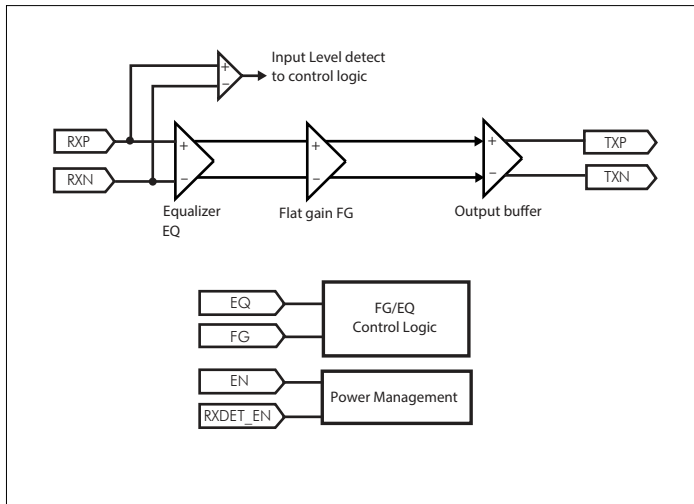 Input Level detect
to control logic
+
−
RXP
+
+
+
TXP
RXN
−
−
−
TXN
Equalizer
EQ
Flat gain FG
Output buffer
EQ
FG
FG/EQ
Control Logic
EN
RXDET_EN
Power Management